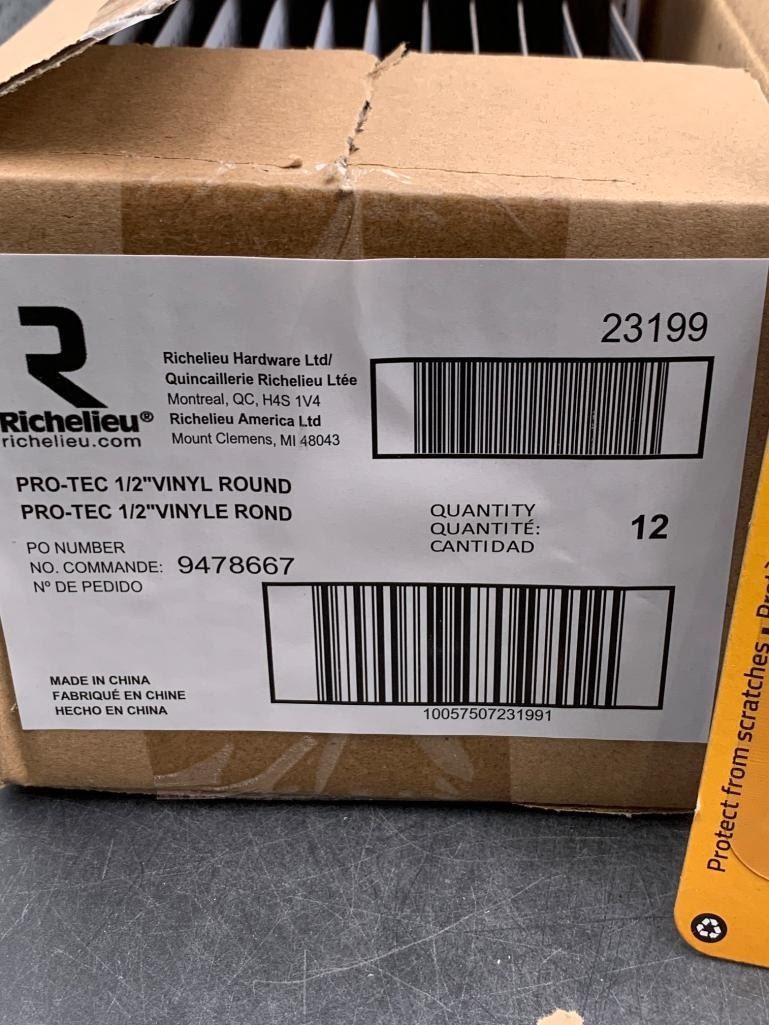 23199
Richelieu®
richelieu.com
Richelieu Hardware Ltd/
Quincaillerie Richelieu Ltée
Montreal, QC, H4S 1V4
Richelieu America Ltd
Mount Clemens, MI 48043
PRO-TEC 1/2"VINYL ROUND
PRO-TEC 1/2"VINYLE ROND
QUANTITY
QUANTITÉ:
CANTIDAD
12
PO NUMBER
NO. COMMANDE: 9478667
Nº DE PEDIDO
MADE IN CHINA
FABRIQUÉ EN CHINE
HECHO EN CHINA
10057507231991
Protect from scratches